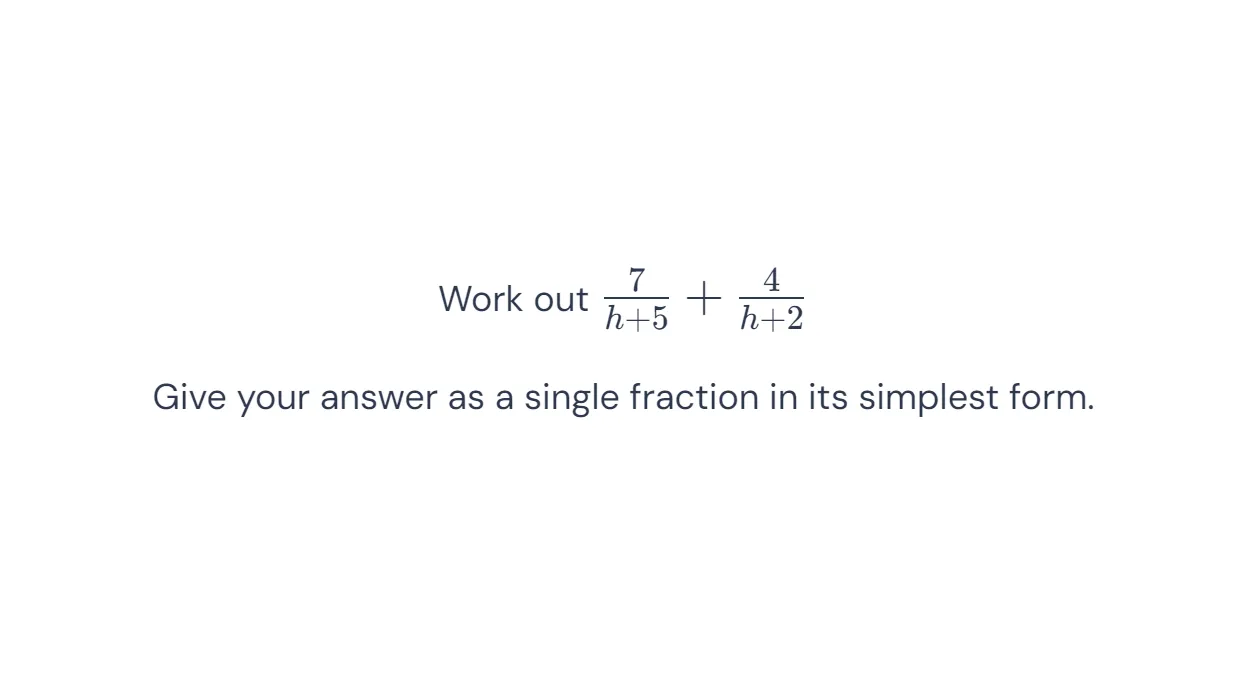 Work out $\frac{7}{h+5} + \frac{4}{h+2}$
Give your answer as a single fraction in its simplest form.